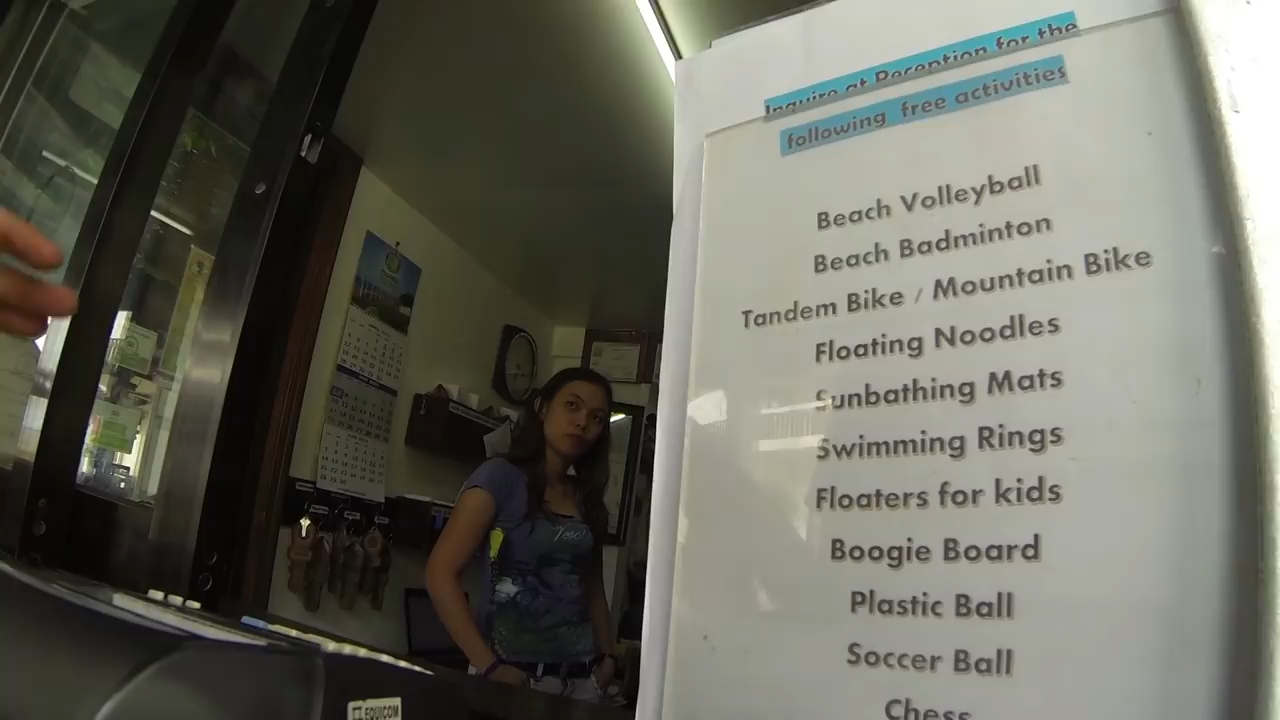 Inquire at Reception for the
following free activities
Beach Volleyball
Beach Badminton
Tandem Bike / Mountain Bike
Floating Noodles
Sunbathing Mats
Swimming Rings
Floaters for kids
Boogie Board
Plastic Ball
Soccer Ball
Chess
EQUICOM